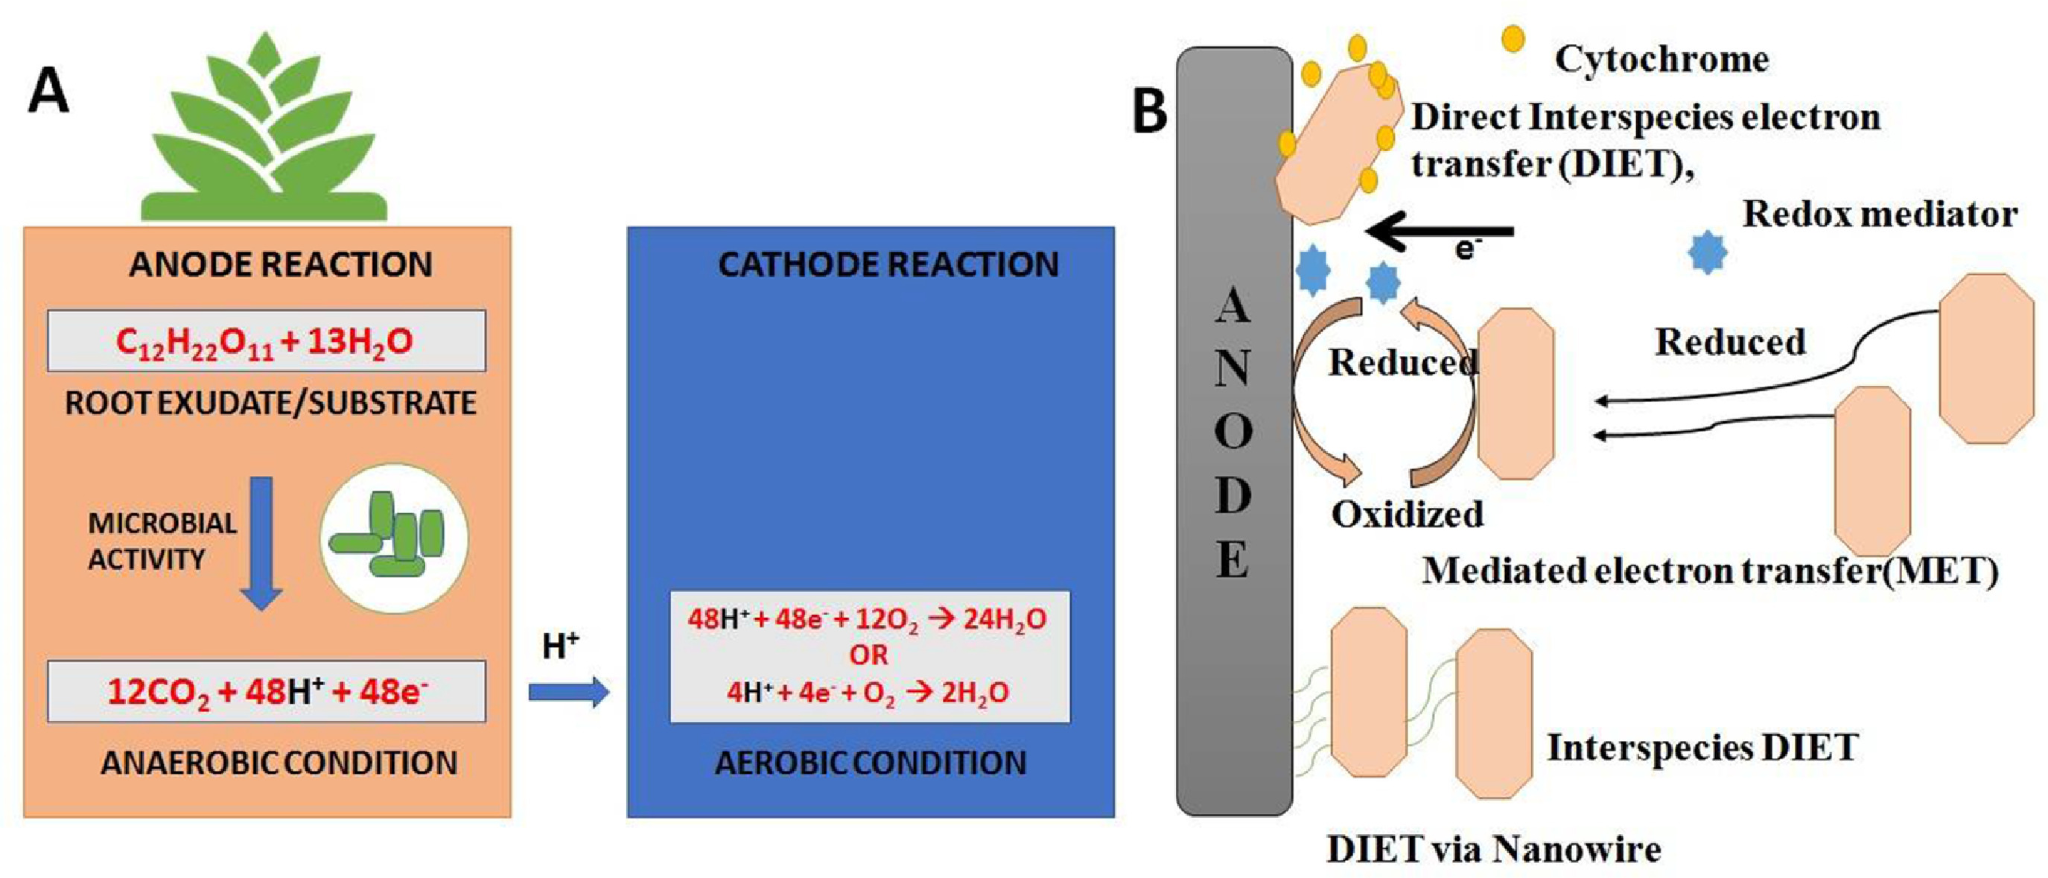 A
ANODE REACTION
C₁₂H₂₂O₁₁ + 13H₂O
ROOT EXUDATE/SUBSTRATE
MICROBIAL
ACTIVITY
12CO₂ + 48H⁺ + 48e⁻
ANAEROBIC CONDITION
H⁺
CATHODE REACTION
48H⁺ + 48e⁻ + 12O₂ → 24H₂O
OR
4H⁺ + 4e⁻ + O₂ → 2H₂O
AEROBIC CONDITION
B
ANODE
Cytochrome
Direct Interspecies electron
transfer (DIET),
Redox mediator
e⁻
Reduced
Reduced
Oxidized
Mediated electron transfer(MET)
Interspecies DIET
DIET via Nanowire